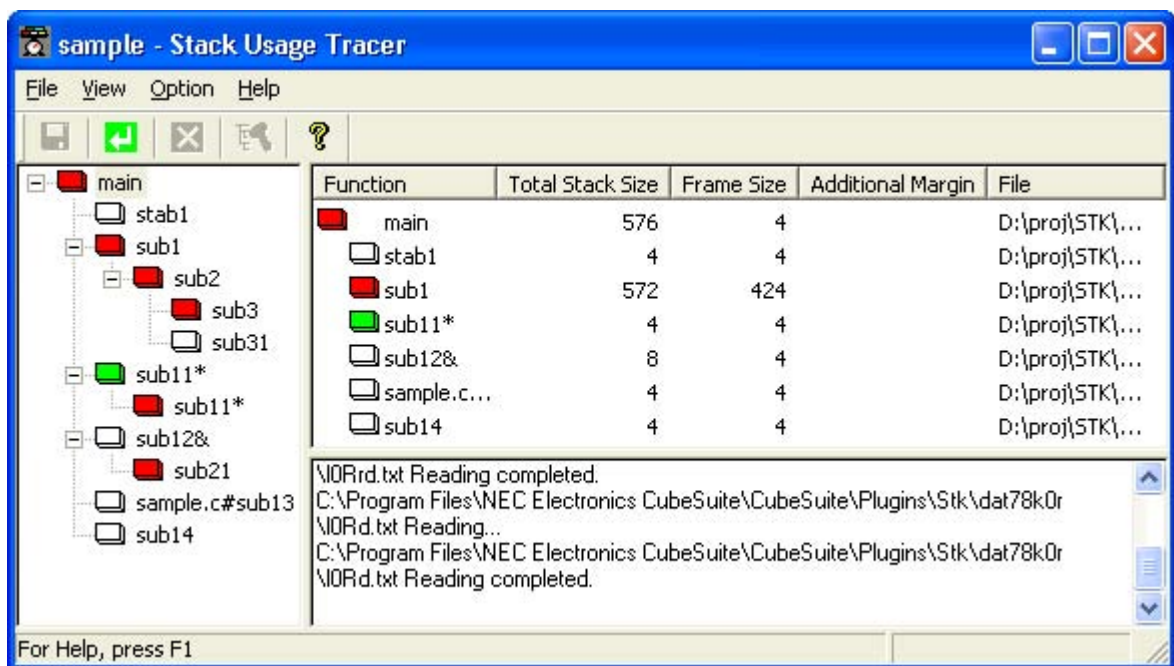 sample - Stack Usage Tracer
File View Option Help
main
stab1
sub1
sub2
sub3
sub31
sub11*
sub11*
sub12&
sub21
sample.c#sub13
sub14
Function Total Stack Size Frame Size Additional Margin File
main 576 4 D:\proj\STK\...
stab1 4 4 D:\proj\STK\...
sub1 572 424 D:\proj\STK\...
sub11* 4 4 D:\proj\STK\...
sub12& 8 4 D:\proj\STK\...
sample.c... 4 4 D:\proj\STK\...
sub14 4 4 D:\proj\STK\...
\I0Rrd.txt Reading completed.
C:\Program Files\NEC Electronics CubeSuite\CubeSuite\Plugins\Stk\dat78k0r
\I0Rd.txt Reading...
C:\Program Files\NEC Electronics CubeSuite\CubeSuite\Plugins\Stk\dat78k0r
\I0Rd.txt Reading completed.
For Help, press F1